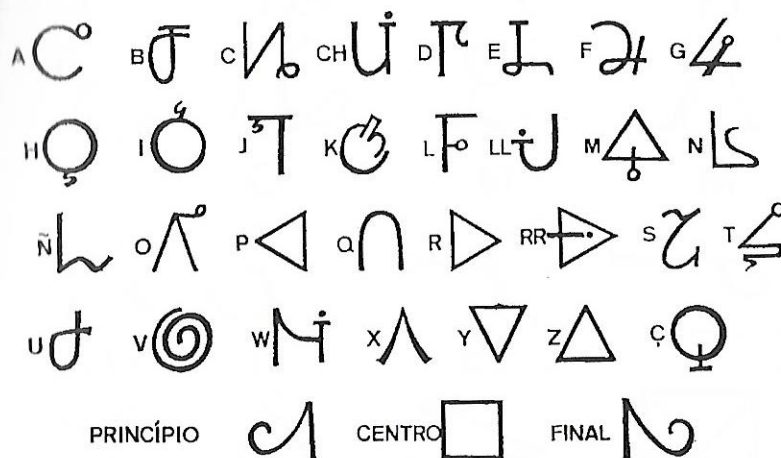 A B C CH D E F G
H I J K L LL M N
Ñ O P Q R RR S T
U V W X Y Z Ç
PRINCÍPIO CENTRO FINAL